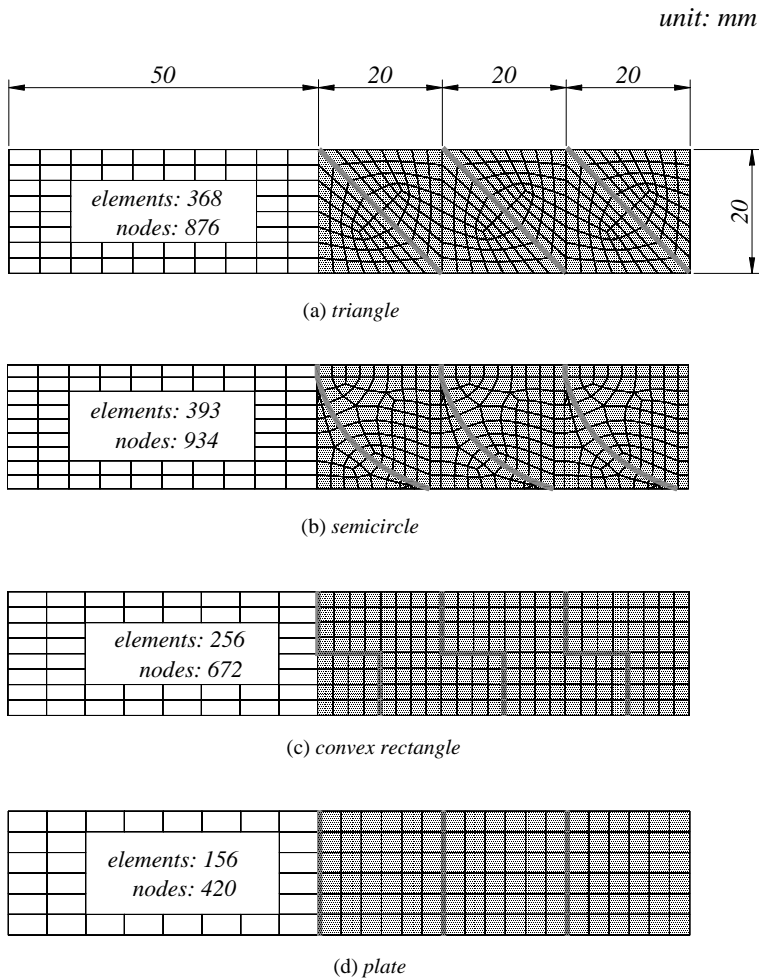 unit: mm
50 20 20 20
20
elements: 368
nodes: 876
(a) triangle
elements: 393
nodes: 934
(b) semicircle
elements: 256
nodes: 672
(c) convex rectangle
elements: 156
nodes: 420
(d) plate